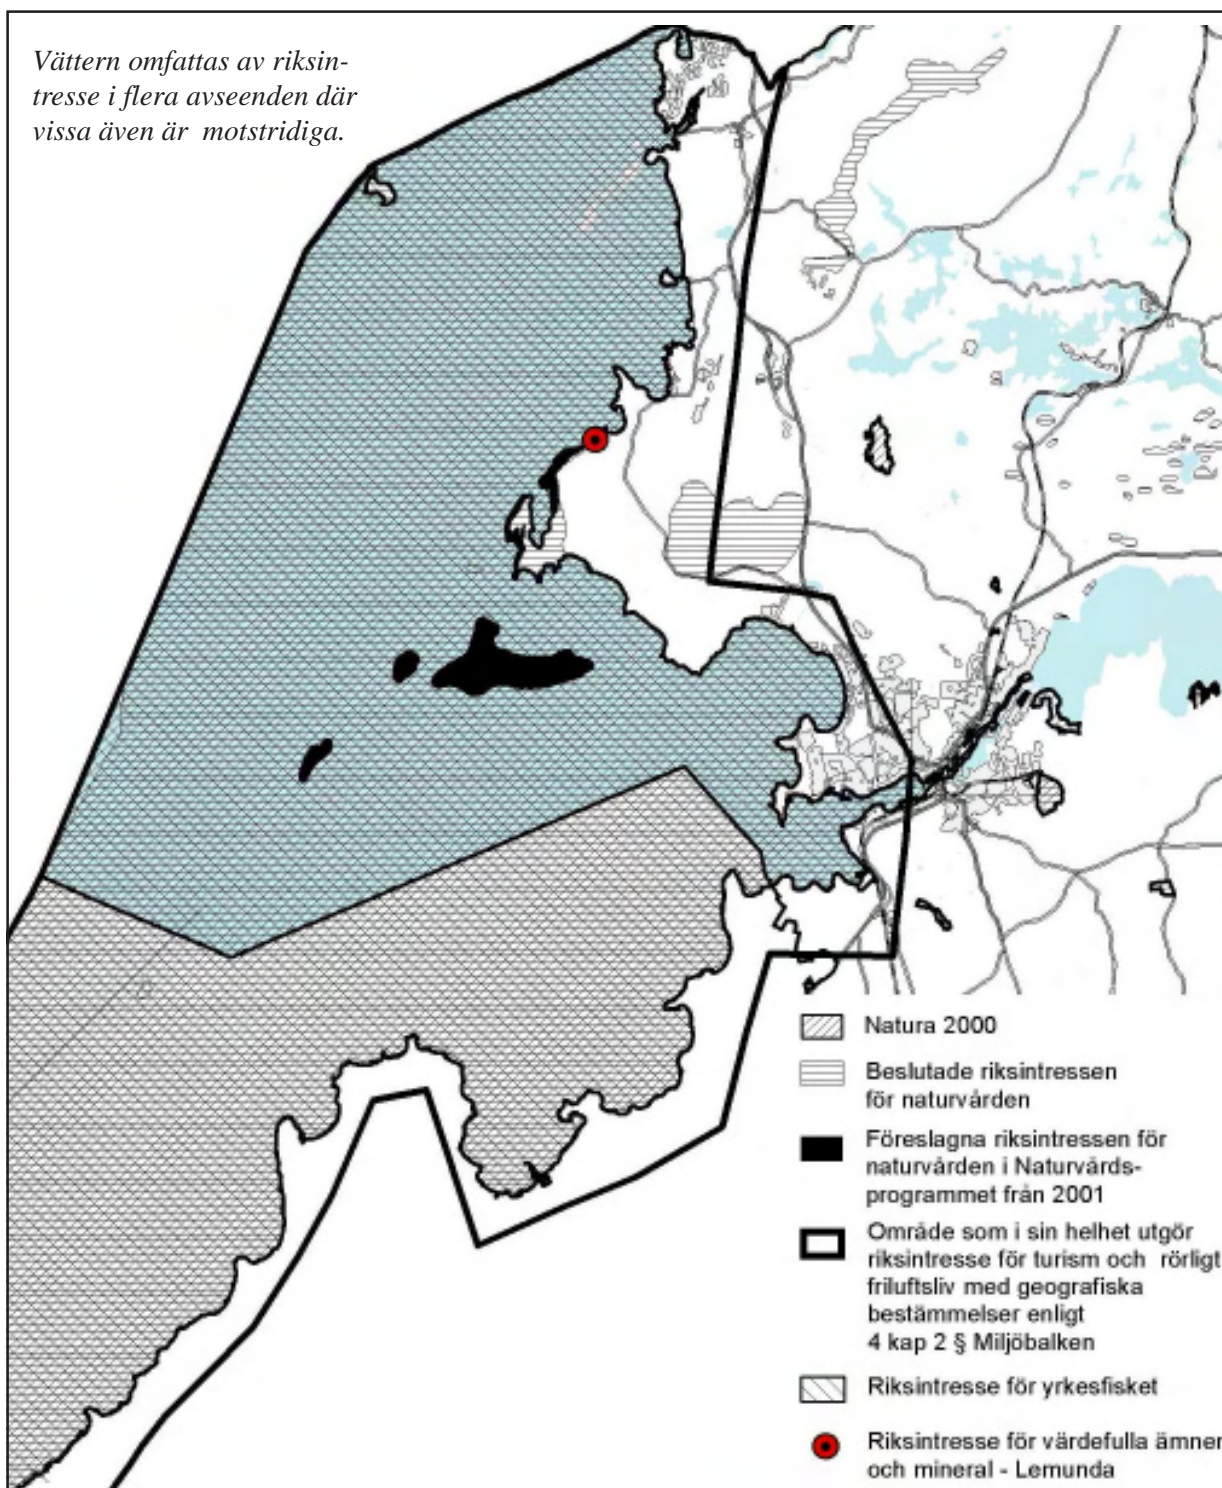 Vättern omfattas av riksin-
tresse i flera avseenden där
vissa även är motstridiga.
Natura 2000
Beslutade riksintressen
för naturvården
Föreslagna riksintressen för
naturvården i Naturvårds-
programmet från 2001
Område som i sin helhet utgör
riksintresse för turism och rörligt
friluftsliv med geografiska
bestämmelser enligt
4 kap 2 § Miljöbalken
Riksintresse för yrkesfisket
Riksintresse för värdefulla ämnen
och mineral - Lemunda